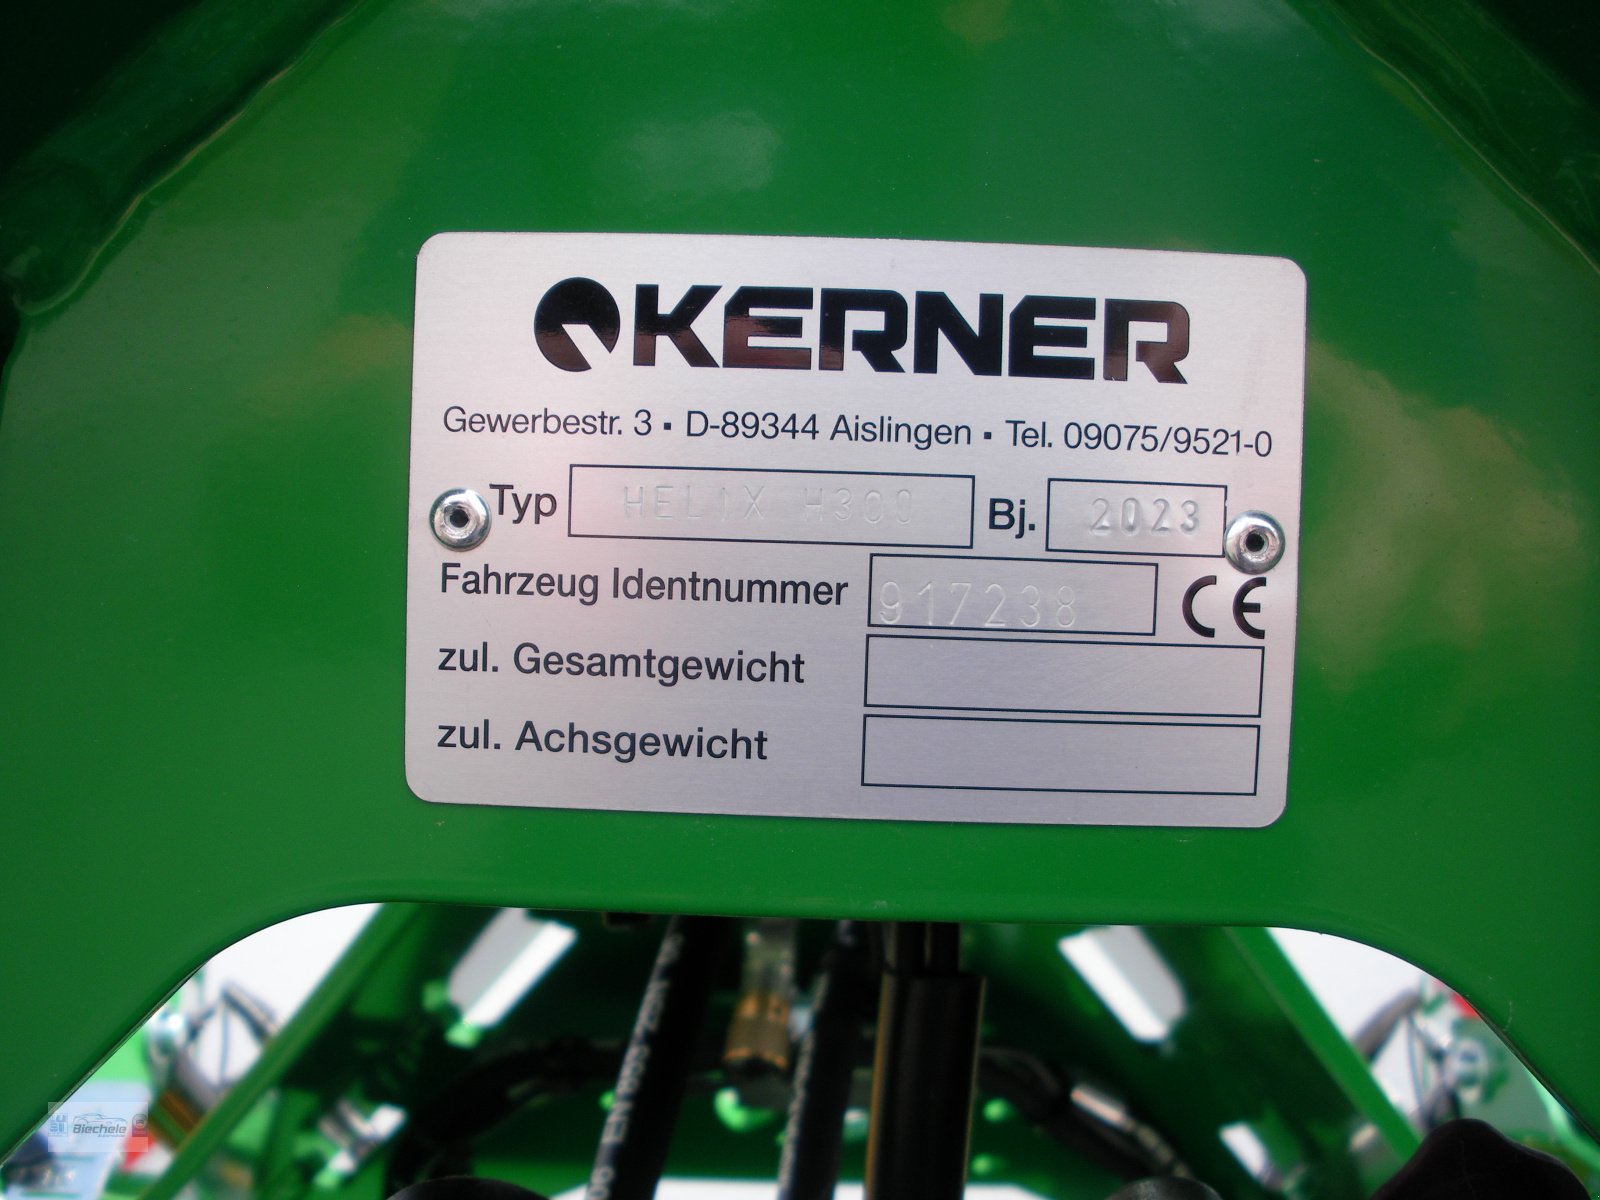 KERNER
Gewerbestr. 3 ▪ D-89344 Aislingen ▪ Tel. 09075/9521-0
Typ HELIX H300 Bj. 2023
Fahrzeug Identnummer 917238 CE
zul. Gesamtgewicht
zul. Achsgewicht
Biechele